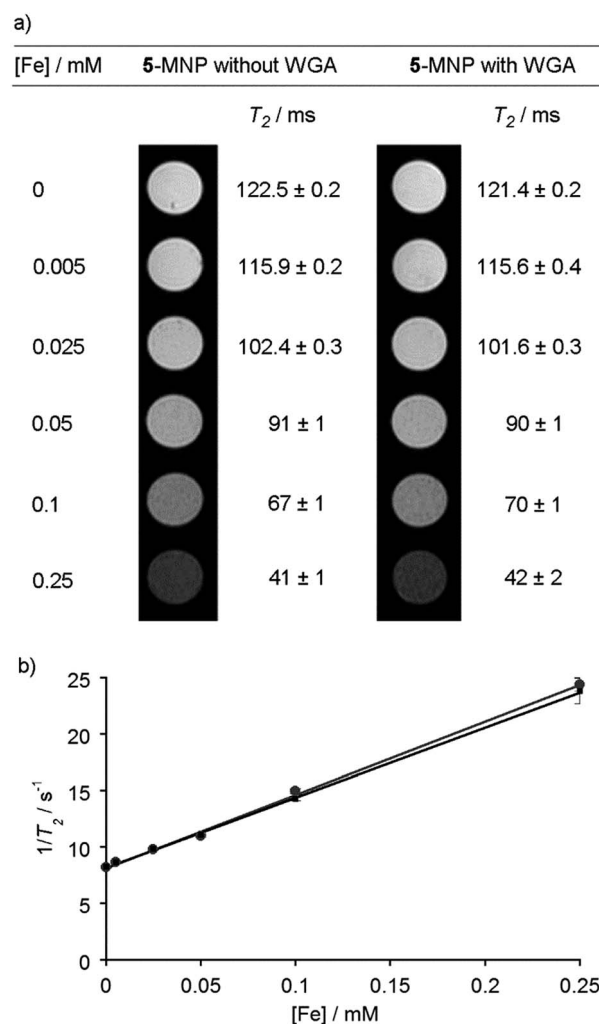 a)
[Fe] / mM 5-MNP without WGA 5-MNP with WGA
T2 / ms T2 / ms
0 122.5 ± 0.2 121.4 ± 0.2
0.005 115.9 ± 0.2 115.6 ± 0.4
0.025 102.4 ± 0.3 101.6 ± 0.3
0.05 91 ± 1 90 ± 1
0.1 67 ± 1 70 ± 1
0.25 41 ± 1 42 ± 2
b)
25
20
15
10
5
0
1/T2 / s-1
0 0.05 0.1 0.15 0.2 0.25
[Fe] / mM